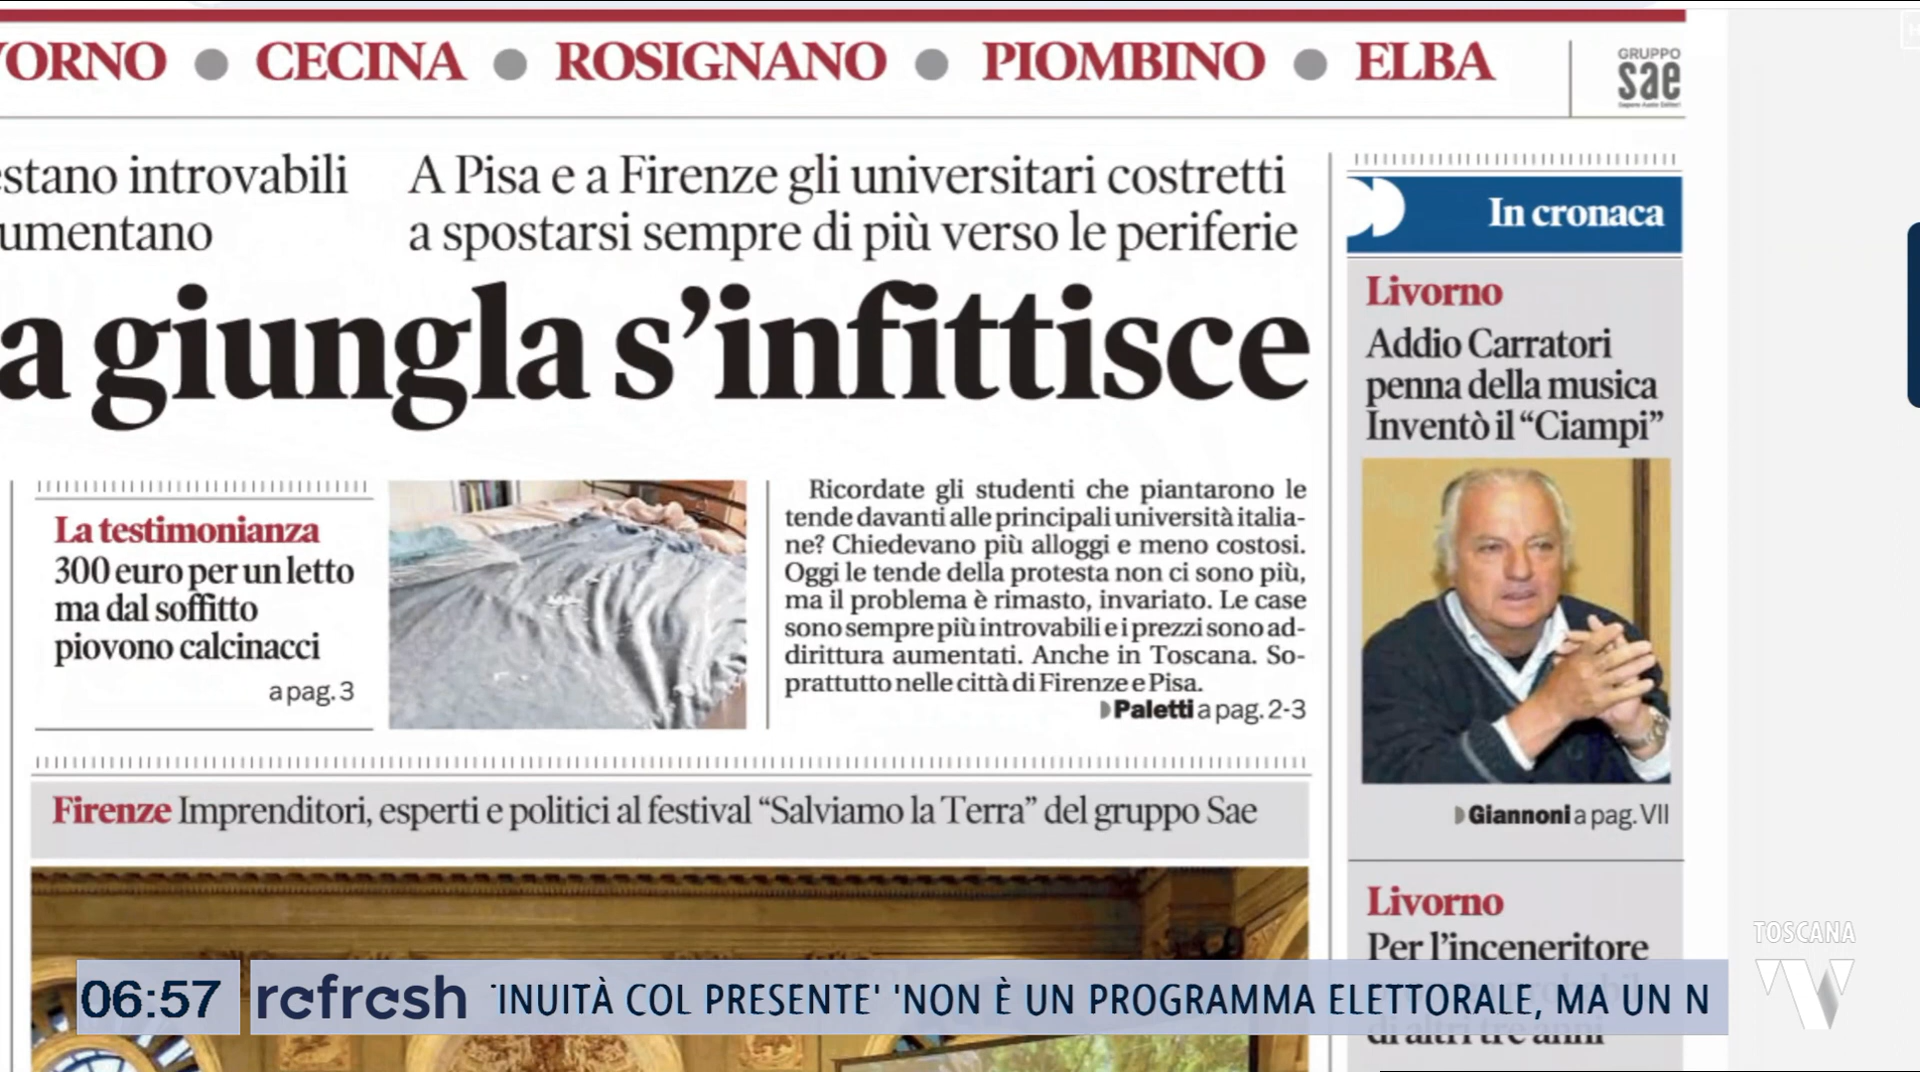 ORNO ● CECINA ● ROSIGNANO ● PIOMBINO ● ELBA
GRUPPO
sae
estano introvabili
umentano
A Pisa e a Firenze gli universitari costretti
a spostarsi sempre di più verso le periferie
a giungla s’infittisce
La testimonianza
300 euro per un letto
ma dal soffitto
piovono calcinacci
a pag. 3
Ricordate gli studenti che piantarono le
tende davanti alle principali università italia-
ne? Chiedevano più alloggi e meno costosi.
Oggi le tende della protesta non ci sono più,
ma il problema è rimasto, invariato. Le case
sono sempre più introvabili e i prezzi sono ad-
dirittura aumentati. Anche in Toscana. So-
prattutto nelle città di Firenze e Pisa.
Paletti a pag. 2-3
Firenze Imprenditori, esperti e politici al festival “Salviamo la Terra” del gruppo Sae
In cronaca
Livorno
Addio Carratori
penna della musica
Inventò il “Ciampi”
Giannoni a pag. VII
Livorno
Per l’inceneritore
di altri tre anni
06:57 refresh INUITÀ COL PRESENTE' 'NON È UN PROGRAMMA ELETTORALE, MA UN N
TOSCANA
TV